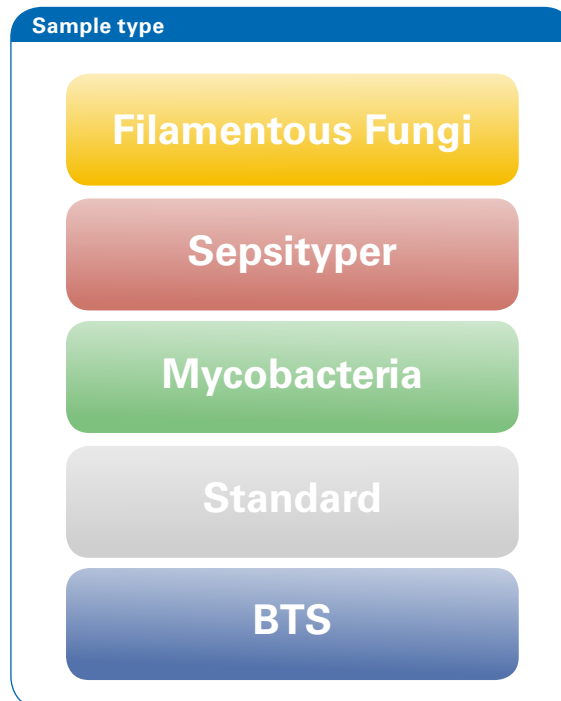 Sample type
Filamentous Fungi
Sepsityper
Mycobacteria
Standard
BTS